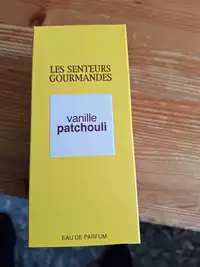 LES SENTEURS
GOURMANDES
vanille
patchouli
EAU DE PARFUM